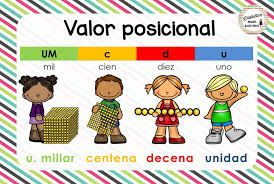 Valor posicional
UM c d u
mil cien diez uno
u. millar centena decena unidad